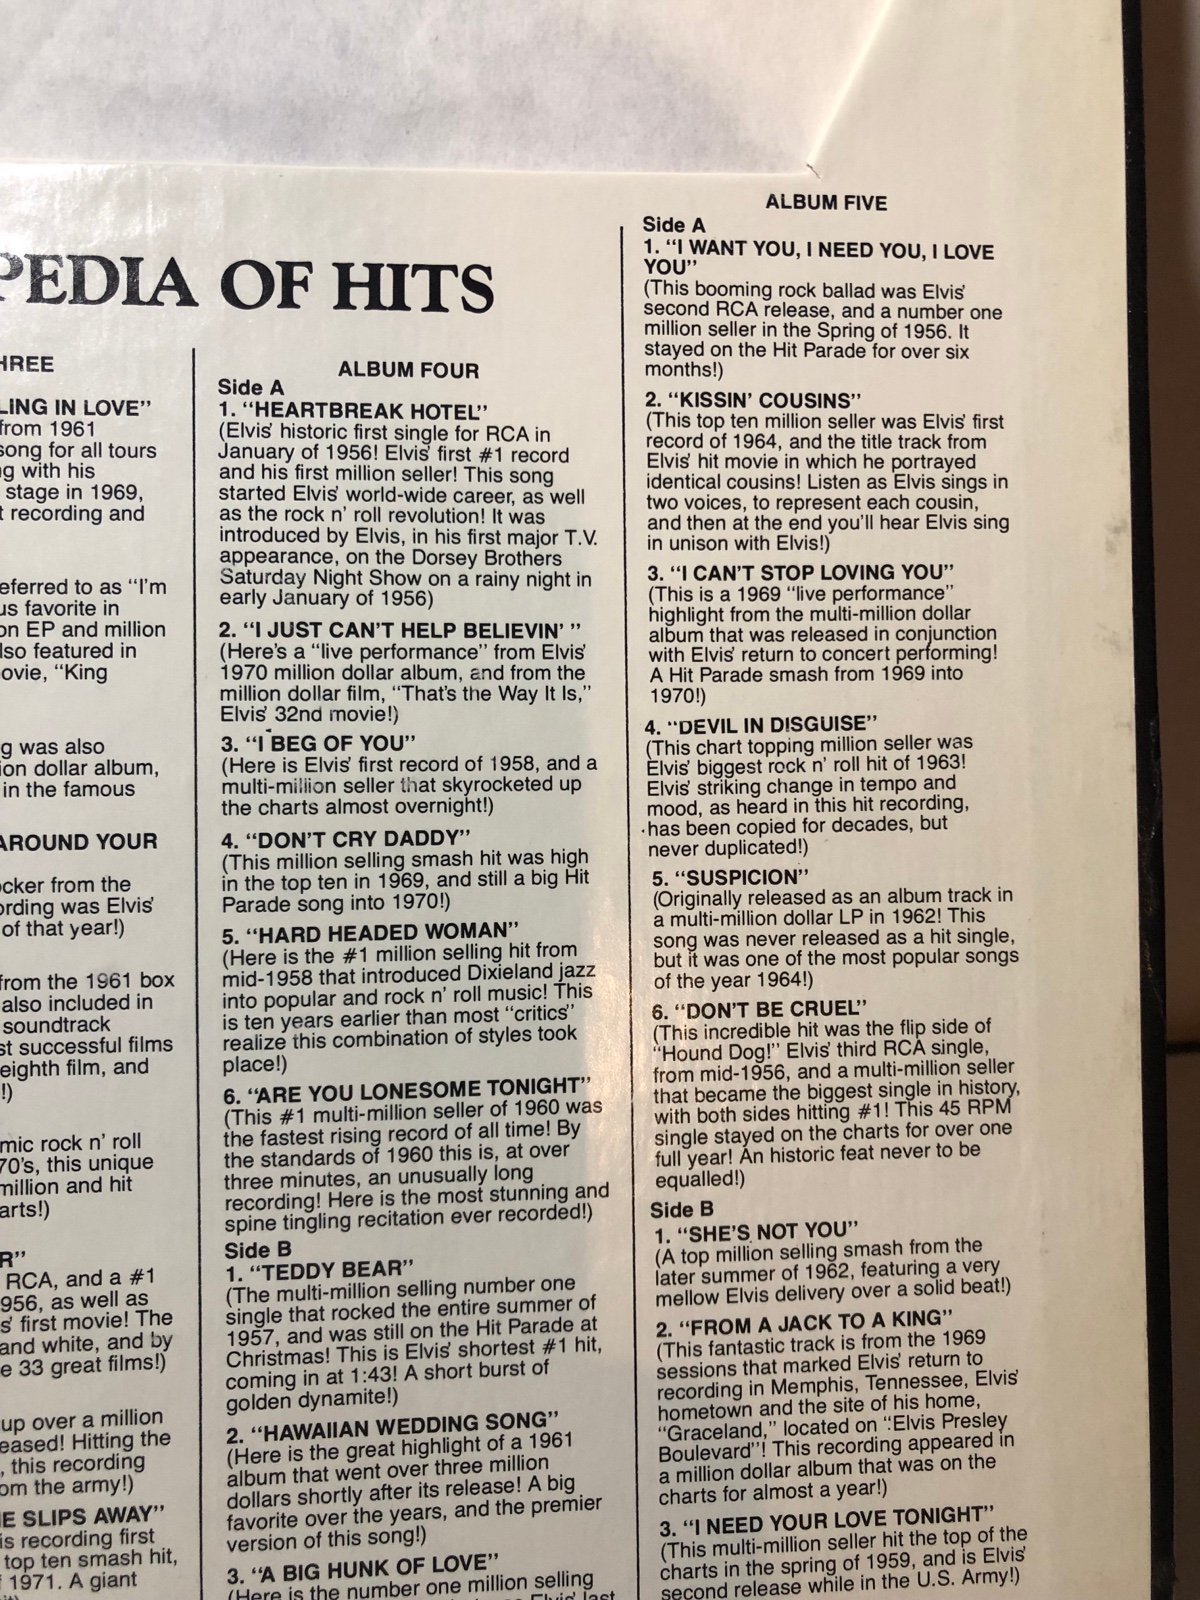 PEDIA OF HITS
HREE
LING IN LOVE"
from 1961
song for all tours
g with his
stage in 1969,
t recording and
eferred to as "I'm
us favorite in
on EP and million
lso featured in
ovie, "King
g was also
ion dollar album,
in the famous
AROUND YOUR
ocker from the
ording was Elvis'
of that year!)
from the 1961 box
also included in
soundtrack
st successful films
eighth film, and
!)
mic rock n' roll
70's, this unique
million and hit
arts!)
R"
RCA, and a #1
956, as well as
s' first movie! The
and white, and by
e 33 great films!)
up over a million
eased! Hitting the
, this recording
om the army!)
E SLIPS AWAY"
is recording first
top ten smash hit,
f 1971. A giant
ALBUM FOUR
Side A
1. "HEARTBREAK HOTEL"
(Elvis' historic first single for RCA in
January of 1956! Elvis' first #1 record
and his first million seller! This song
started Elvis' world-wide career, as well
as the rock n' roll revolution! It was
introduced by Elvis, in his first major T.V.
appearance, on the Dorsey Brothers
Saturday Night Show on a rainy night in
early January of 1956)
2. "I JUST CAN'T HELP BELIEVIN' "
(Here's a "live performance" from Elvis'
1970 million dollar album, and from the
million dollar film, "That's the Way It Is,"
Elvis' 32nd movie!)
3. "I BEG OF YOU"
(Here is Elvis' first record of 1958, and a
multi-million seller that skyrocketed up
the charts almost overnight!)
4. "DON'T CRY DADDY"
(This million selling smash hit was high
in the top ten in 1969, and still a big Hit
Parade song into 1970!)
5. "HARD HEADED WOMAN"
(Here is the #1 million selling hit from
mid-1958 that introduced Dixieland jazz
into popular and rock n' roll music! This
is ten years earlier than most "critics"
realize this combination of styles took
place!)
6. "ARE YOU LONESOME TONIGHT"
(This #1 multi-million seller of 1960 was
the fastest rising record of all time! By
the standards of 1960 this is, at over
three minutes, an unusually long
recording! Here is the most stunning and
spine tingling recitation ever recorded!)
Side B
1. "TEDDY BEAR"
(The multi-million selling number one
single that rocked the entire summer of
1957, and was still on the Hit Parade at
Christmas! This is Elvis' shortest #1 hit,
coming in at 1:43! A short burst of
golden dynamite!)
2. "HAWAIIAN WEDDING SONG"
(Here is the great highlight of a 1961
album that went over three million
dollars shortly after its release! A big
favorite over the years, and the premier
version of this song!)
3. "A BIG HUNK OF LOVE"
(Here is the number one million selling
ALBUM FIVE
Side A
1. "I WANT YOU, I NEED YOU, I LOVE
YOU"
(This booming rock ballad was Elvis'
second RCA release, and a number one
million seller in the Spring of 1956. It
stayed on the Hit Parade for over six
months!)
2. "KISSIN' COUSINS"
(This top ten million seller was Elvis' first
record of 1964, and the title track from
Elvis' hit movie in which he portrayed
identical cousins! Listen as Elvis sings in
two voices, to represent each cousin,
and then at the end you'll hear Elvis sing
in unison with Elvis!)
3. "I CAN'T STOP LOVING YOU"
(This is a 1969 "live performance"
highlight from the multi-million dollar
album that was released in conjunction
with Elvis' return to concert performing!
A Hit Parade smash from 1969 into
1970!)
4. "DEVIL IN DISGUISE"
(This chart topping million seller was
Elvis' biggest rock n' roll hit of 1963!
Elvis' striking change in tempo and
mood, as heard in this hit recording,
has been copied for decades, but
never duplicated!)
5. "SUSPICION"
(Originally released as an album track in
a multi-million dollar LP in 1962! This
song was never released as a hit single,
but it was one of the most popular songs
of the year 1964!)
6. "DON'T BE CRUEL"
(This incredible hit was the flip side of
"Hound Dog!" Elvis' third RCA single,
from mid-1956, and a multi-million seller
that became the biggest single in history,
with both sides hitting #1! This 45 RPM
single stayed on the charts for over one
full year! An historic feat never to be
equalled!)
Side B
1. "SHE'S NOT YOU"
(A top million selling smash from the
later summer of 1962, featuring a very
mellow Elvis delivery over a solid beat!)
2. "FROM A JACK TO A KING"
(This fantastic track is from the 1969
sessions that marked Elvis' return to
recording in Memphis, Tennessee, Elvis'
hometown and the site of his home,
"Graceland," located on "Elvis Presley
Boulevard"! This recording appeared in
a million dollar album that was on the
charts for almost a year!)
3. "I NEED YOUR LOVE TONIGHT"
(This multi-million seller hit the top of the
charts in the spring of 1959, and is Elvis'
second release while in the U.S. Army!)